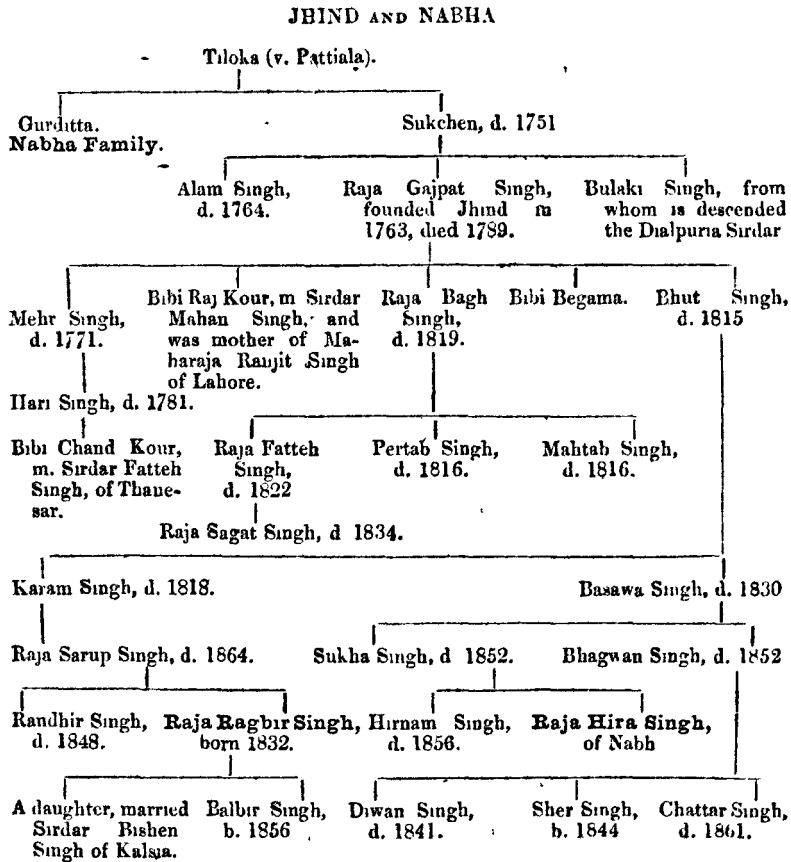 JHIND AND NABHA
Tiloka (v. Pattiala).
Gurditta.
Nabha Family.
Sukchen, d. 1751
Alam Singh,
d. 1764.
Raja Gajpat Singh,
founded Jhind in
1763, died 1789.
Bulaki Singh, from
whom is descended
the Dialpuria Sirdar
Mehr Singh,
d. 1771.
Bibi Raj Kour, m Sirdar
Mahan Singh, and
was mother of Ma-
haraja Ranjit Singh
of Lahore.
Raja Bagh
Singh,
d. 1819.
Bibi Begama.
Bhut Singh,
d. 1815
Hari Singh, d. 1781.
Bibi Chand Kour,
m. Sirdar Fatteh
Singh, of Thane-
sar.
Raja Fatteh
Singh,
d. 1822
Pertab Singh,
d. 1816.
Mahtab Singh,
d. 1816.
Raja Sagat Singh, d 1834.
Karam Singh, d. 1818.
Basawa Singh, d. 1830
Raja Sarup Singh, d. 1864.
Sukha Singh, d 1852.
Bhagwan Singh, d. 1852
Randhir Singh,
d. 1848.
Raja Ragbir Singh,
born 1832.
Hirnam Singh,
d. 1856.
Raja Hira Singh,
of Nabh
A daughter, married
Sirdar Bishen
Singh of Kalsia.
Balbir Singh,
b. 1856
Diwan Singh,
d. 1841.
Sher Singh,
b. 1844
Chattar Singh,
d. 1861.